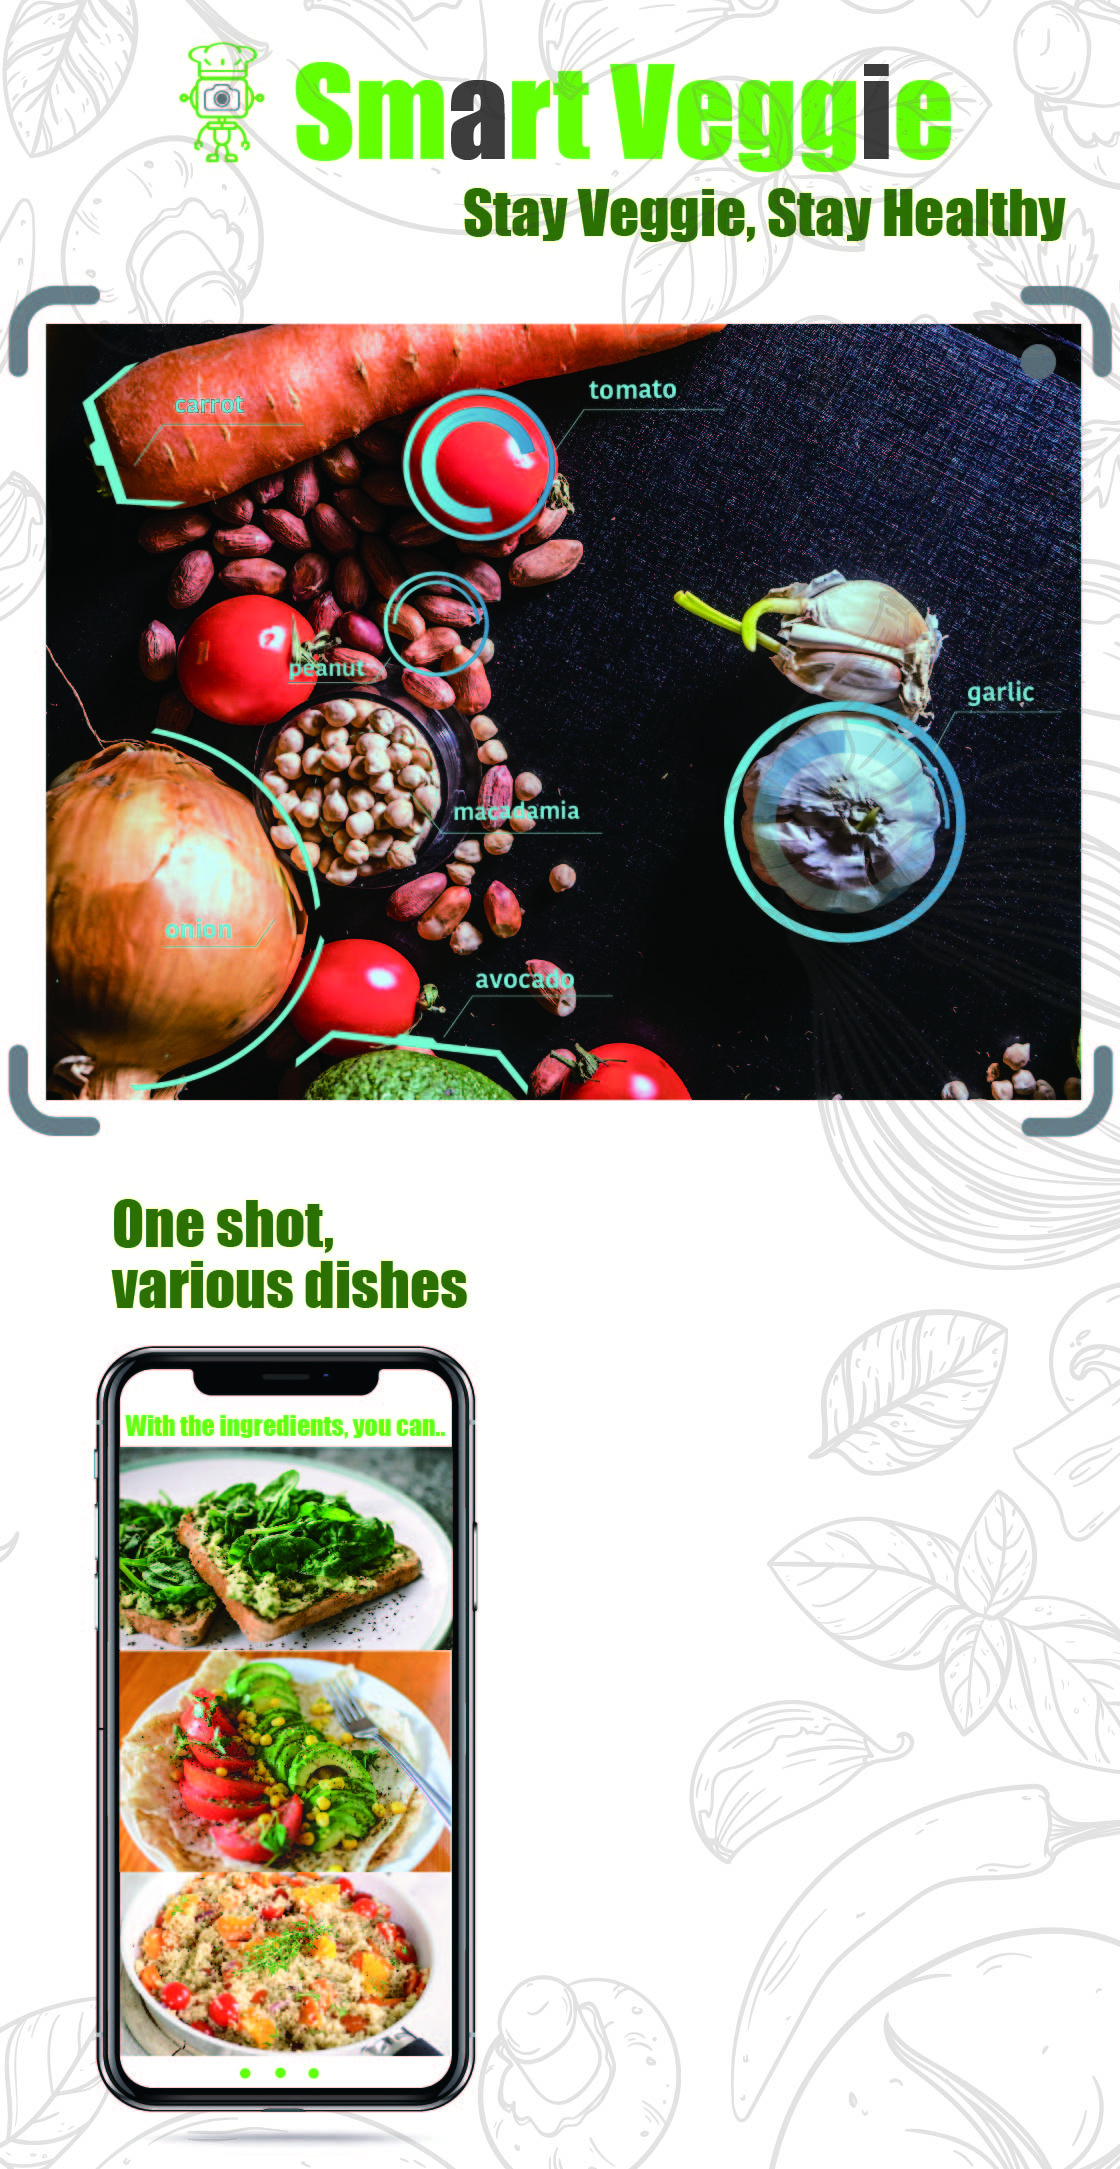 Smart Veggie
Stay Veggie, Stay Healthy
carrot
tomato
peanut
garlic
macadamia
onion
avocado
One shot,
various dishes
With the ingredients, you can..